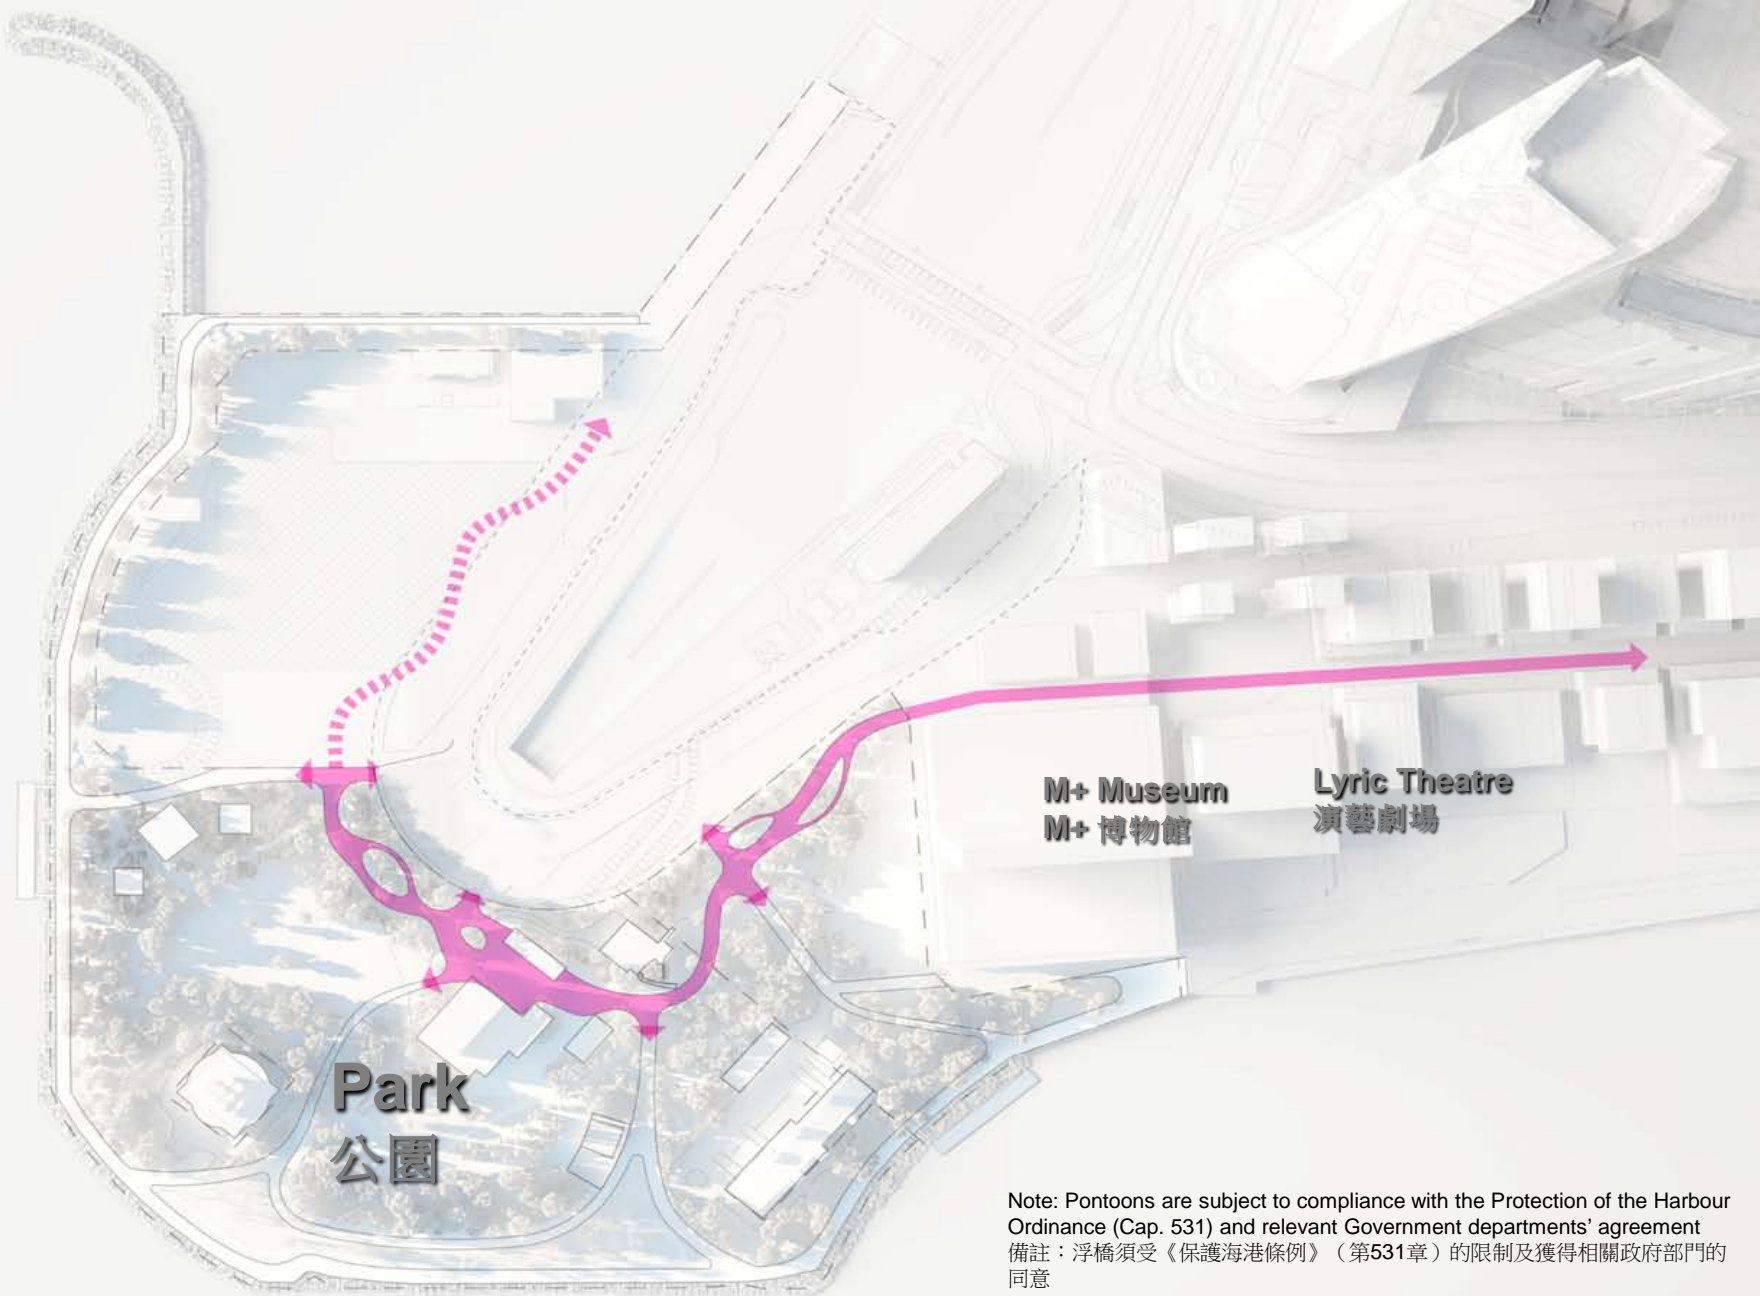 M+ Museum
M+ 博物館
Lyric Theatre
演藝劇場
Park
公園
Note: Pontoons are subject to compliance with the Protection of the Harbour
Ordinance (Cap. 531) and relevant Government departments’ agreement
備註：浮橋須受《保護海港條例》（第531章）的限制及獲得相關政府部門的
同意